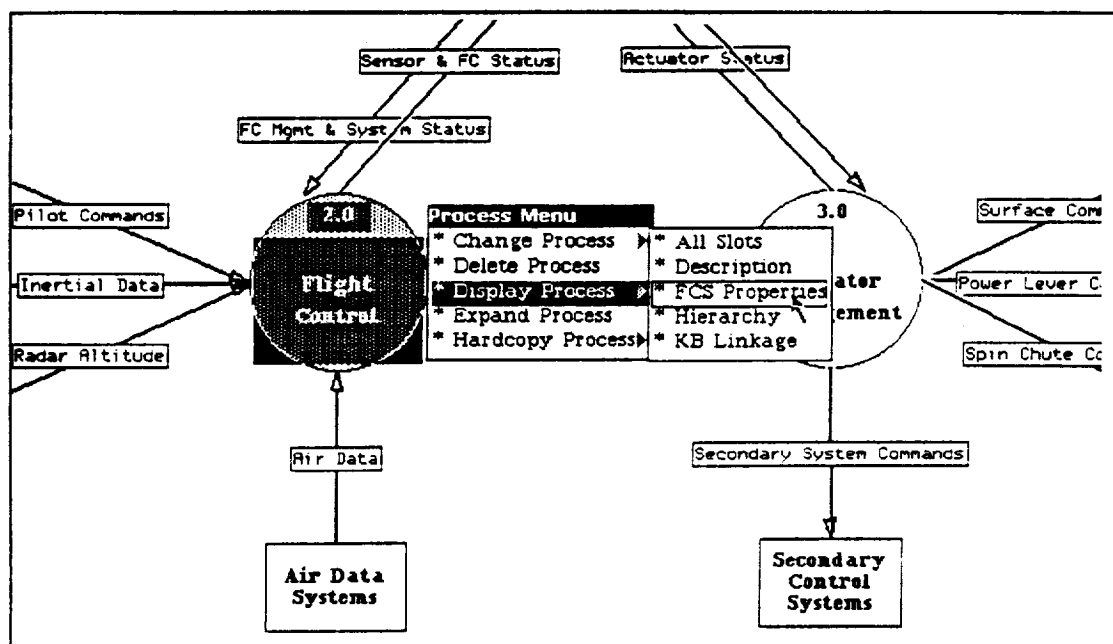 Sensor & FC Status
Actuator Status
FC Mgmt & System Status
Pilot Commands
Inertial Data
Radar Altitude
2.0
Flight
Control
Process Menu
* Change Process
* Delete Process
* Display Process
* Expand Process
* Hardcopy Process
* All Slots
* Description
* FCS Properties
* Hierarchy
* KB Linkage
3.0
ator
ement
Surface Com
Power Lever C
Spin Chute Co
Air Data
Secondary System Commands
Air Data
Systems
Secondary
Control
Systems